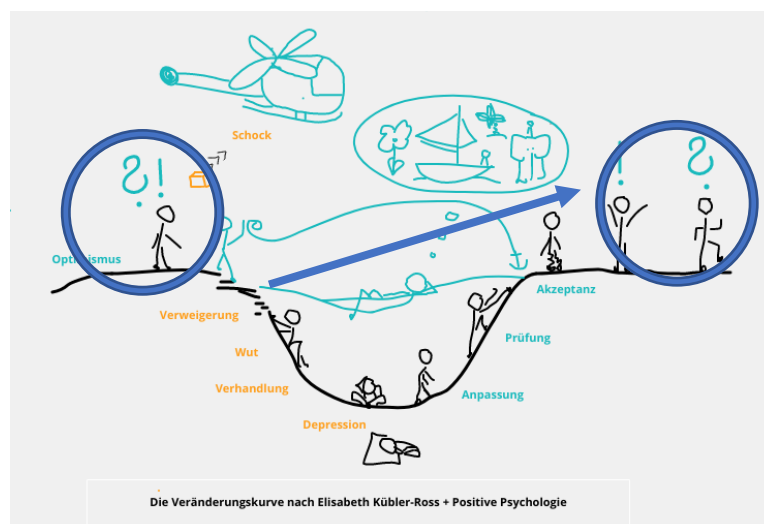 Schock
? !
! ?
Optimismus
Verweigerung
Akzeptanz
Wut
Prüfung
Verhandlung
Anpassung
Depression
Die Veränderungskurve nach Elisabeth Kübler-Ross + Positive Psychologie